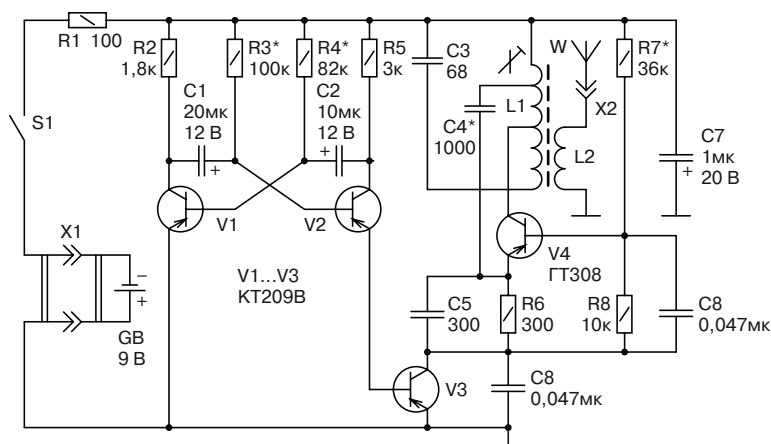 R1 100
R2
1,8к
R3*
100к
R4*
82к
R5
3к
C1
20мк
12 В
+
C2
10мк
12 В
+
C3
68
C4*
1000
L1
W
X2
L2
R7*
36к
C7
1мк
20 В
+
S1
X1
−
+
GB
9 В
V1
V2
V1...V3
КТ209В
V4
ГТ308
C5
300
R6
300
R8
10к
C8
0,047мк
V3
C8
0,047мк